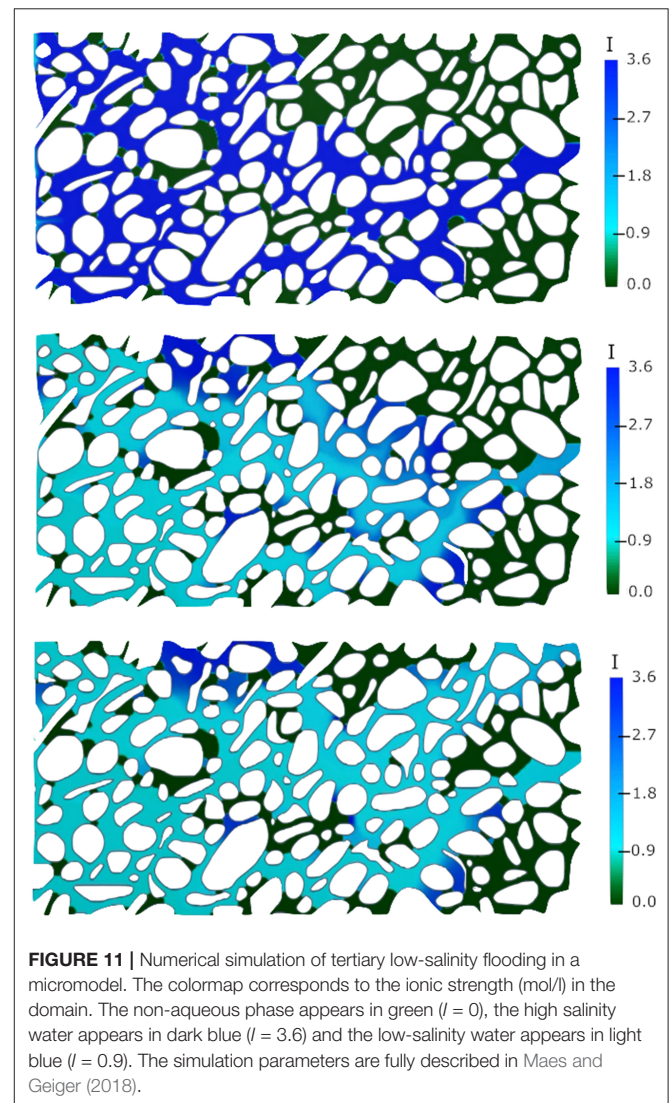 I
3.6
2.7
1.8
0.9
0.0
I
3.6
2.7
1.8
0.9
0.0
I
3.6
2.7
1.8
0.9
0.0
FIGURE 11 | Numerical simulation of tertiary low-salinity flooding in a
micromodel. The colormap corresponds to the ionic strength (mol/l) in the
domain. The non-aqueous phase appears in green (I = 0), the high salinity
water appears in dark blue (I = 3.6) and the low-salinity water appears in light
blue (I = 0.9). The simulation parameters are fully described in Maes and
Geiger (2018).